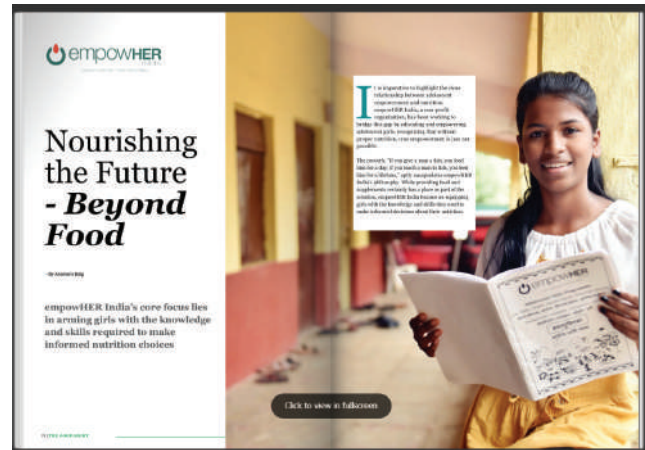 empowHER
INDIA
Nourishing
the Future
- Beyond
Food
empowHER India's core focus lies
in arming girls with the knowledge
and skills required to make
informed nutrition choices
It is imperative to highlight the close
relationship between adolescent
empowerment and nutrition.
empowHER India, a non-profit
organization, has been working to
bridge the gap by educating and empowering
adolescent girls, recognizing that without
proper nutrition, true empowerment is just not
possible.
The proverb, "If you give a man a fish, you feed
him for a day. If you teach a man to fish, you feed
him for a lifetime," aptly encapsulates empowHER
India's philosophy. While providing food and
supplements certainly has a place as part of the
solution, empowHER India focuses on equipping
girls with the knowledge and skills they need to
make informed decisions about their nutrition.
empowHER
Click to view in fullscreen